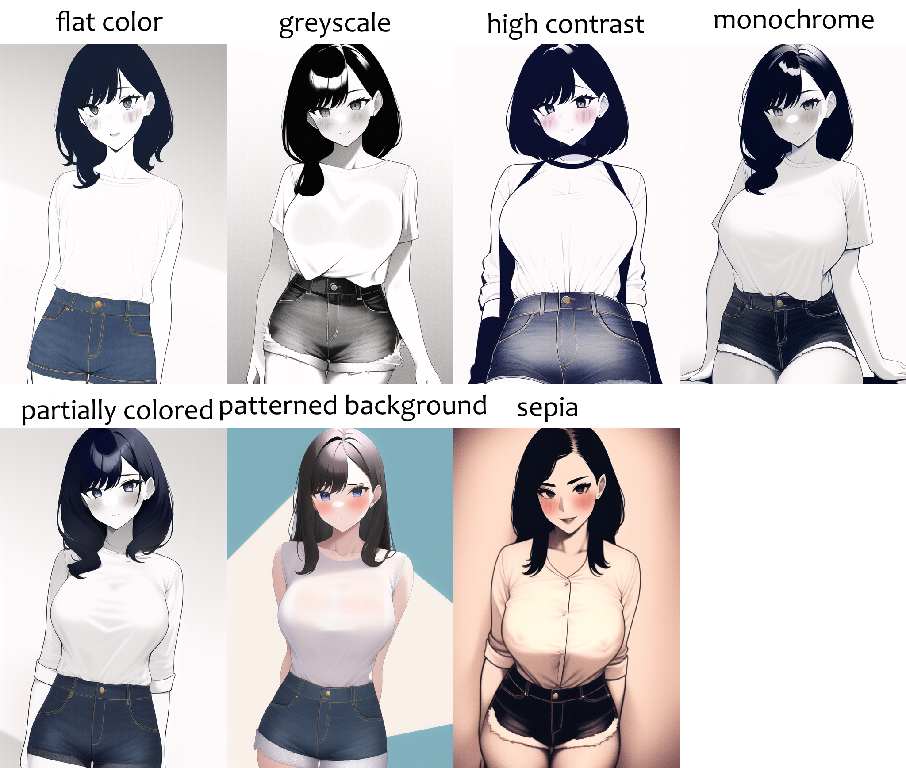 flat color
greyscale
high contrast
monochrome
partially colored
patterned background
sepia